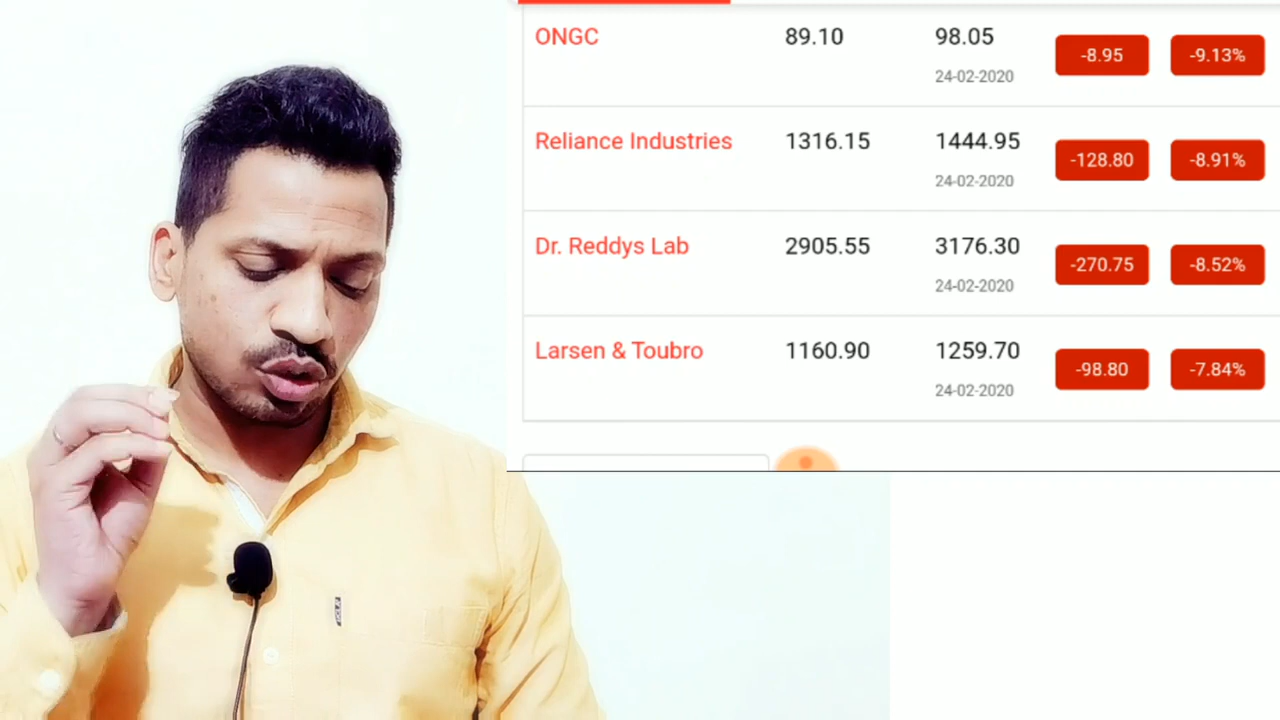 ONGC 89.10 98.05 -8.95 -9.13%
24-02-2020
Reliance Industries 1316.15 1444.95 -128.80 -8.91%
24-02-2020
Dr. Reddys Lab 2905.55 3176.30 -270.75 -8.52%
24-02-2020
Larsen & Toubro 1160.90 1259.70 -98.80 -7.84%
24-02-2020